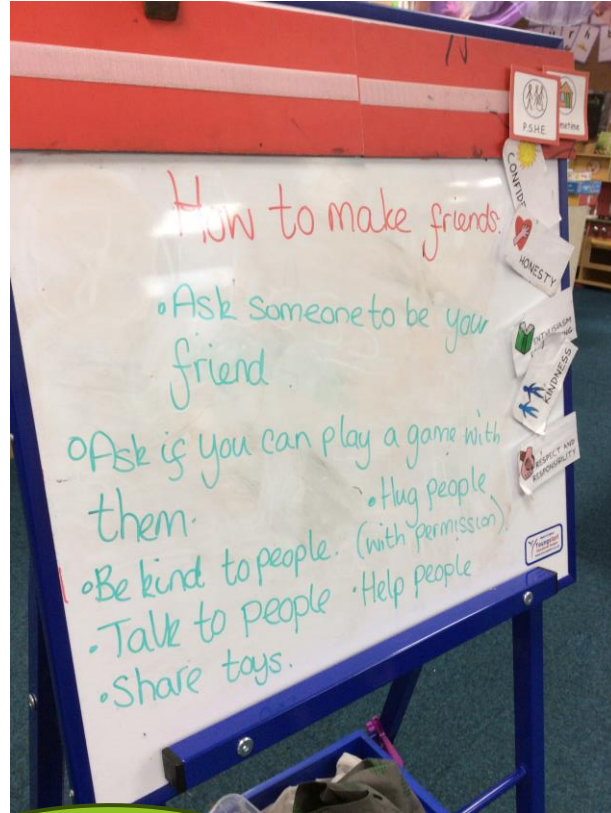 P.S.H.E.
CONFIDE
HONESTY
KINDNESS
RESPECT AND
RESPONSIBILITY
How to make friends.
•Ask someone to be your
friend.
•Ask if you can play a game with
them.
•Hug people
(with permission).
•Be kind to people.
•Talk to people
•Help people
•Share toys.